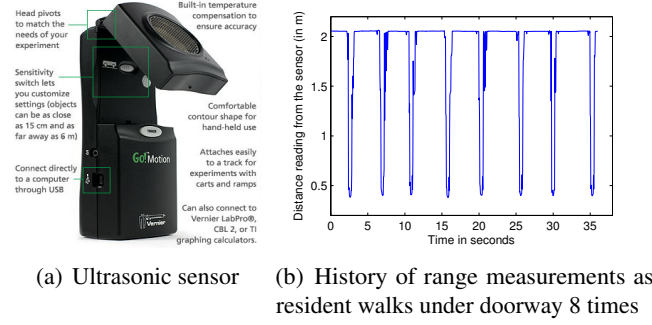 Head pivots
to match the
needs of your
experiment
Sensitivity
switch lets
you customize
settings (objects
can be as close
as 15 cm and as
far away as 6 m)
Connect directly
to a computer
through USB
Built-in temperature
compensation to
ensure accuracy
Comfortable
contour shape for
hand-held use
Attaches easily
to a track for
experiments with
carts and ramps
Can also connect to
Vernier LabPro®,
CBL 2, or TI
graphing calculators.
Go!Motion
Vernier
Distance reading from the sensor (in m)
2
1.5
1
0.5
0 5 10 15 20 25 30 35
Time in seconds
(a) Ultrasonic sensor
(b) History of range measurements as
resident walks under doorway 8 times